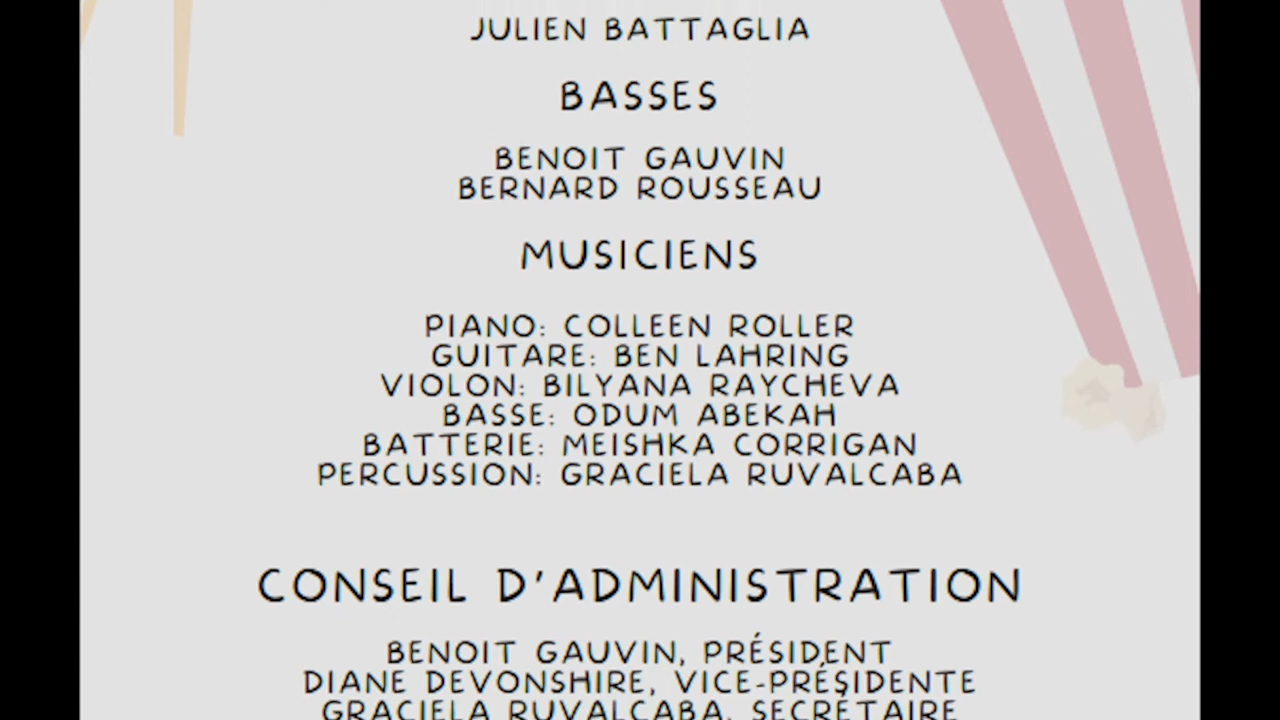 JULIEN BATTAGLIA
BASSES
BENOIT GAUVIN
BERNARD ROUSSEAU
MUSICIENS
PIANO: COLLEEN ROLLER
GUITARE: BEN LAHRING
VIOLON: BILYANA RAYCHEVA
BASSE: ODUM ABEKAH
BATTERIE: MEISHKA CORRIGAN
PERCUSSION: GRACIELA RUVALCABA
CONSEIL D'ADMINISTRATION
BENOIT GAUVIN, PRÉSIDENT
DIANE DEVONSHIRE, VICE-PRÉSIDENTE
GRACIELA RUVALCABA, SECRÉTAIRE